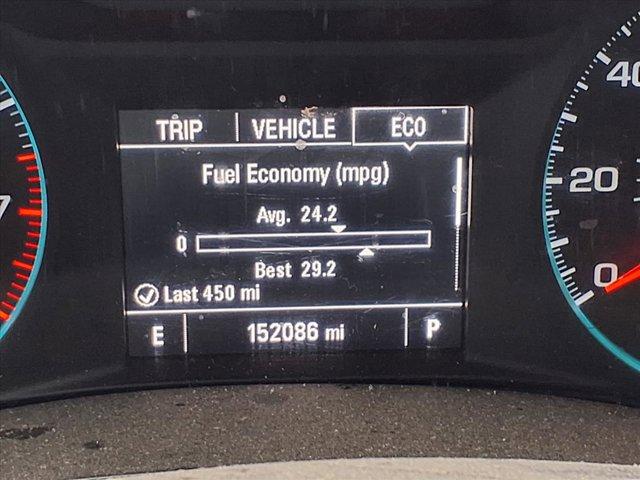 TRIP VEHICLE ECO
Fuel Economy (mpg)
Avg. 24.2
0
Best 29.2
Last 450 mi
E 152086 mi P
7
40
20
0